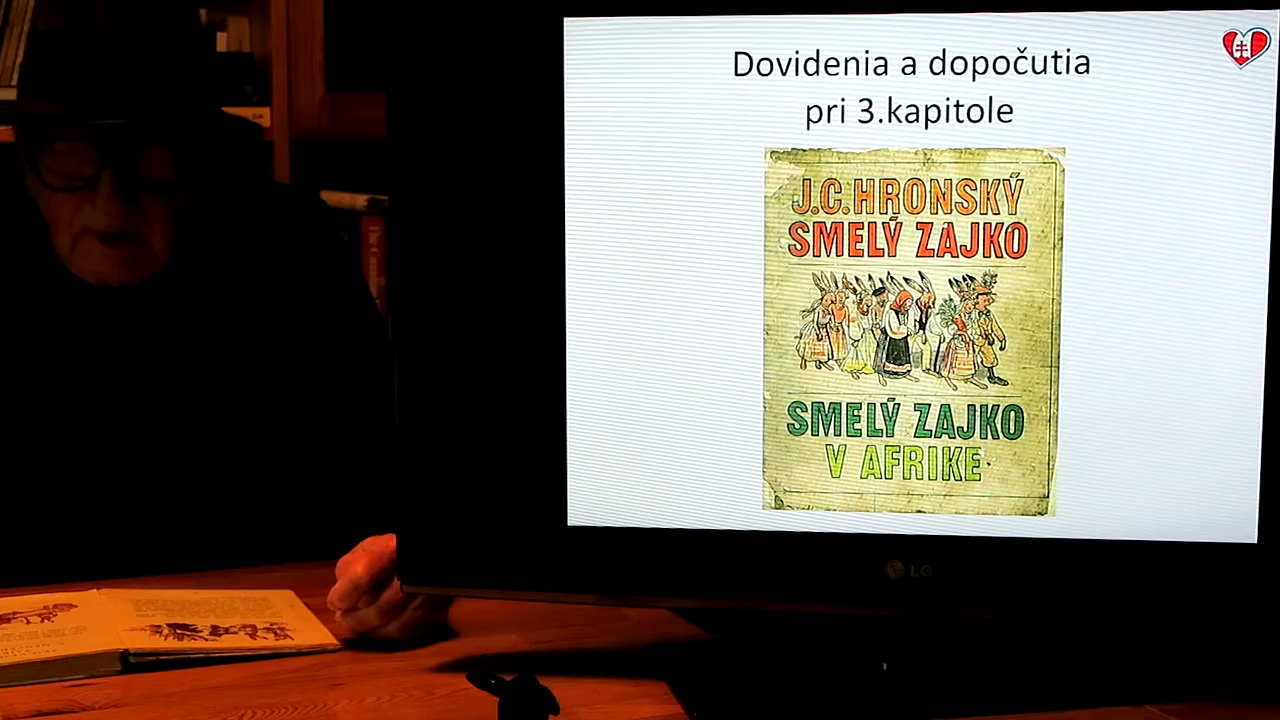 Dovidenia a dopočutia
pri 3.kapitole
J.C.HRONSKÝ
SMELÝ ZAJKO
SMELÝ ZAJKO
V AFRIKE
LG